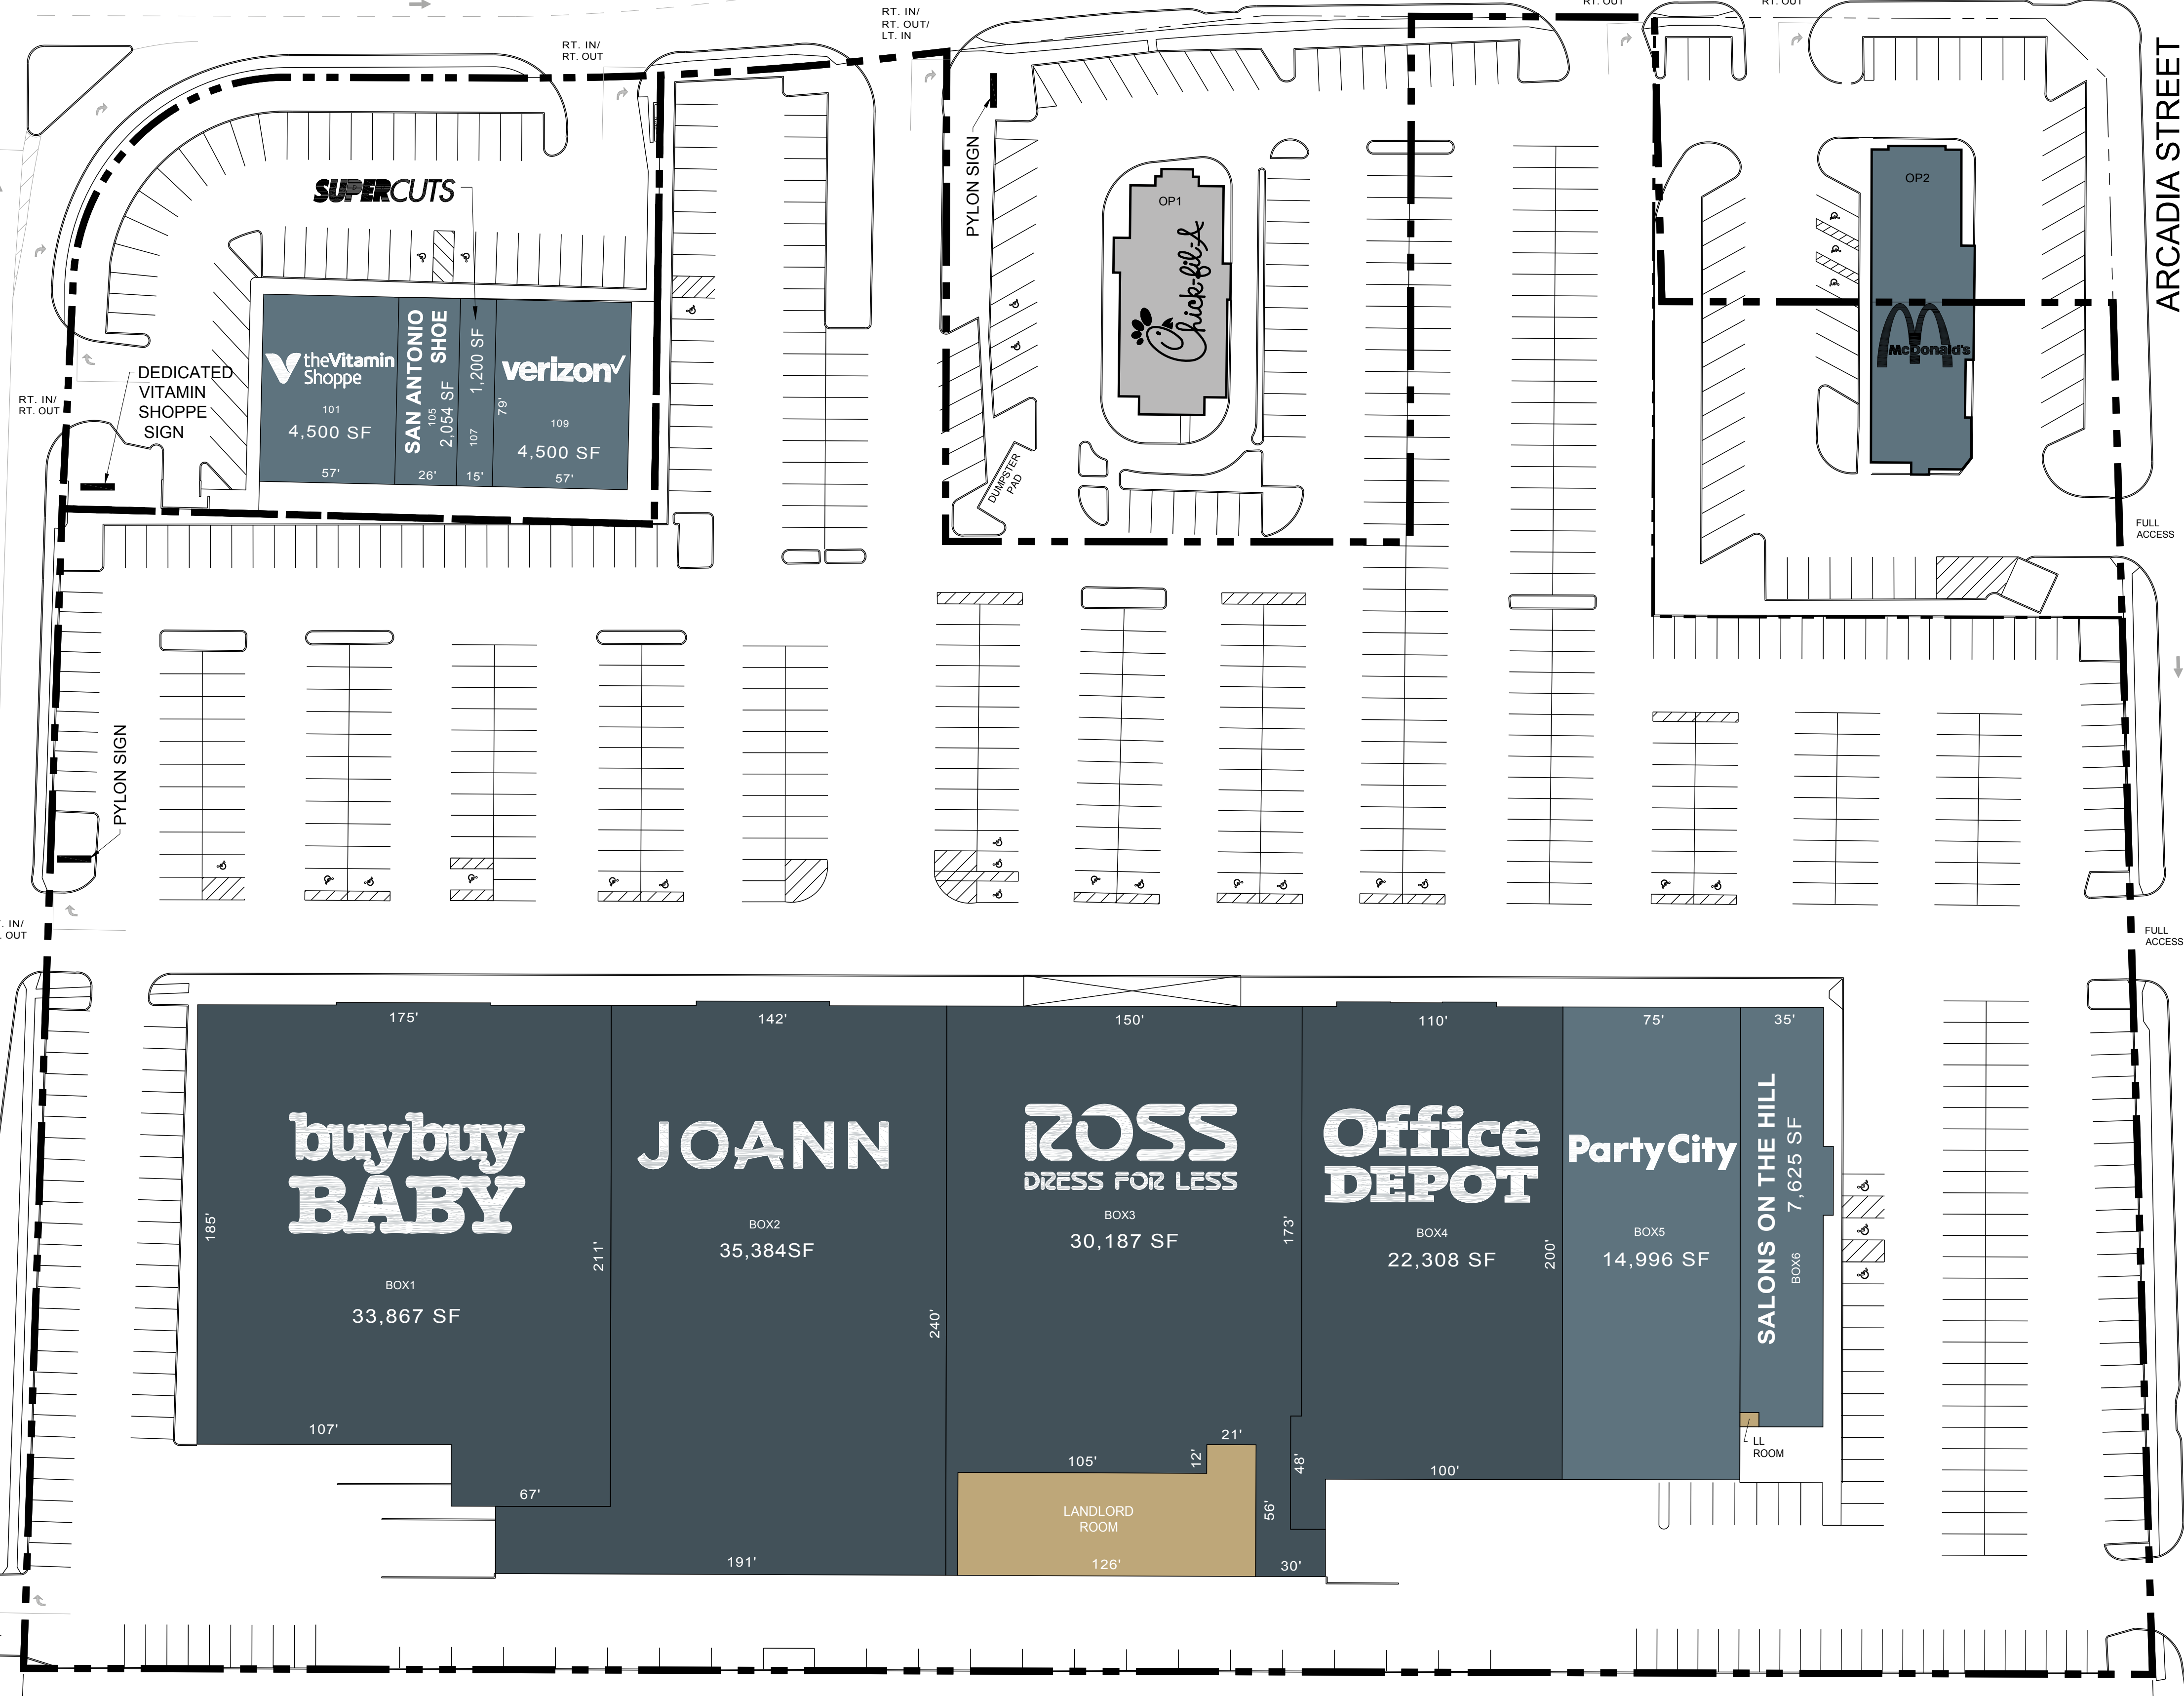 RT. IN/
RT. OUT/
LT. IN
RT. OUT
RT. OUT
RT. IN/
RT. OUT
ARCADIA STREET
SUPERCUTS
PYLON SIGN
OP1
Chick-fil-A
OP2
McDonald's
DEDICATED
VITAMIN
SHOPPE
SIGN
RT. IN/
RT. OUT
theVitamin
Shoppe
101
4,500 SF
57'
SAN ANTONIO
SHOE
105
2,054 SF
26'
1,200 SF
107
15'
verizon
79'
109
4,500 SF
57'
DUMPSTER
PAD
FULL
ACCESS
PYLON SIGN
. IN/
. OUT
FULL
ACCESS
175'
buybuy
BABY
185'
211'
BOX1
33,867 SF
107'
67'
142'
JOANN
BOX2
35,384SF
240'
191'
150'
ROSS
DRESS FOR LESS
BOX3
30,187 SF
173'
21'
12'
105'
48'
56'
LANDLORD
ROOM
126'
30'
110'
Office
DEPOT
BOX4
22,308 SF
200'
100'
75'
PartyCity
BOX5
14,996 SF
35'
SALONS ON THE HILL
7,625 SF
BOX6
LL
ROOM